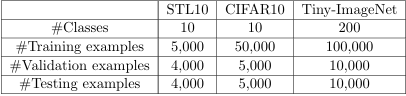 STL10 CIFAR10 Tiny-ImageNet
#Classes 10 10 200
#Training examples 5,000 50,000 100,000
#Validation examples 4,000 5,000 10,000
#Testing examples 4,000 5,000 10,000